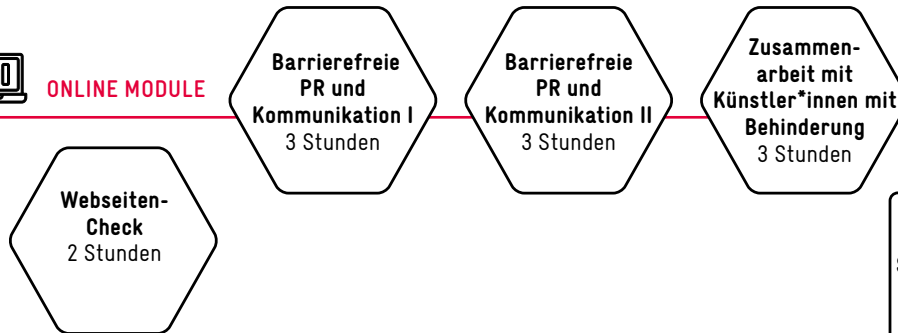 ONLINE MODULE
Barrierefreie
PR und
Kommunikation I
3 Stunden
Barrierefreie
PR und
Kommunikation II
3 Stunden
Zusammen-
arbeit mit
Künstler*innen mit
Behinderung
3 Stunden
Webseiten-
Check
2 Stunden